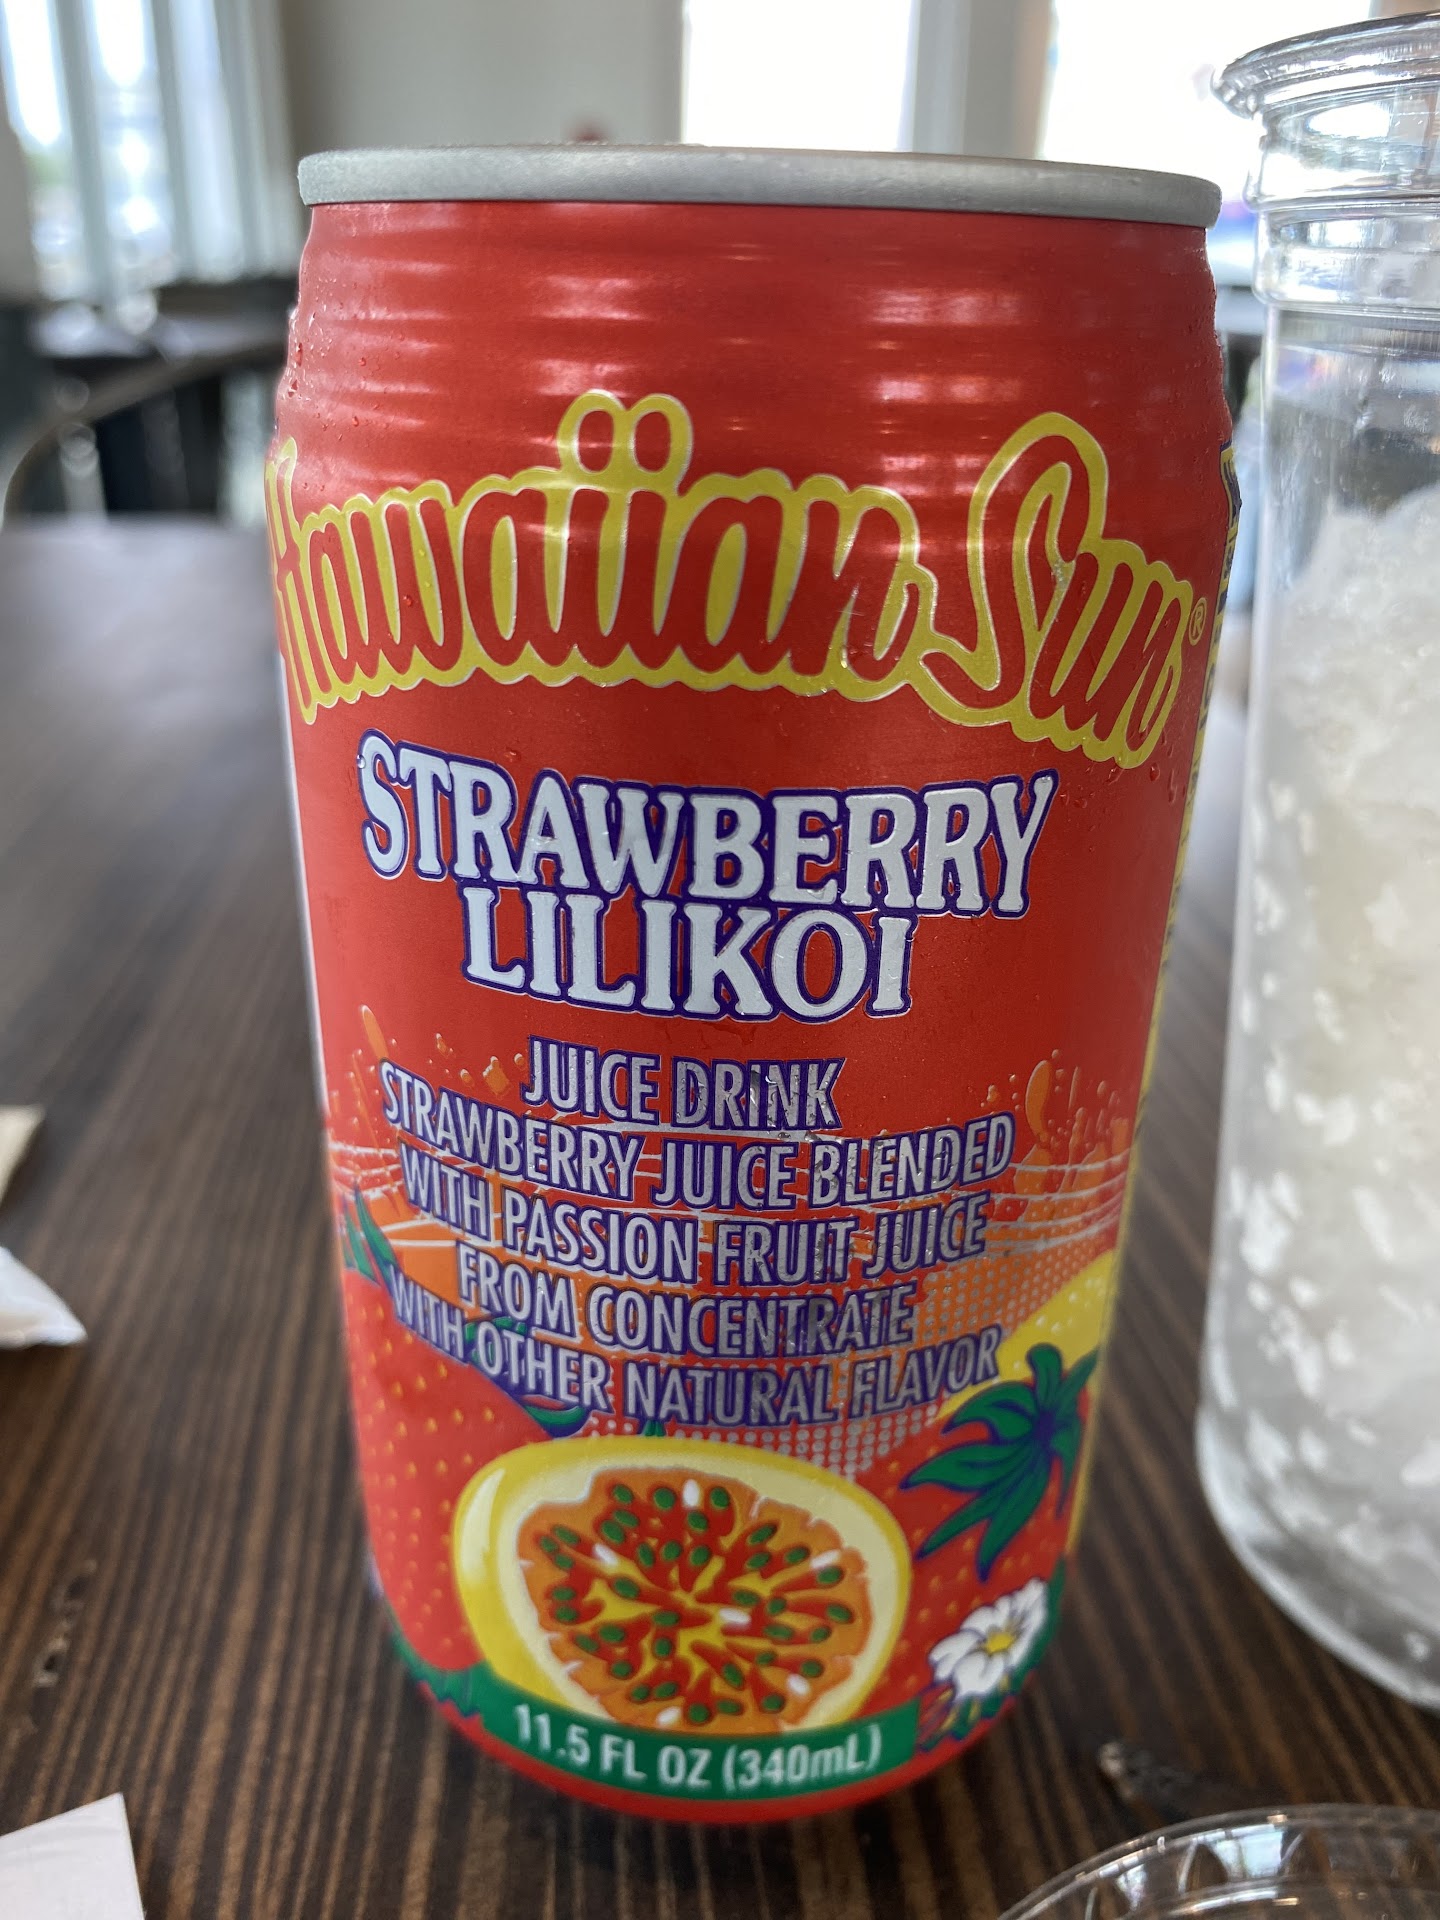 Hawaiian Sun®
STRAWBERRY
LILIKOI
JUICE DRINK
STRAWBERRY JUICE BLENDED
WITH PASSION FRUIT JUICE
FROM CONCENTRATE
WITH OTHER NATURAL FLAVOR
11.5 FL OZ (340mL)